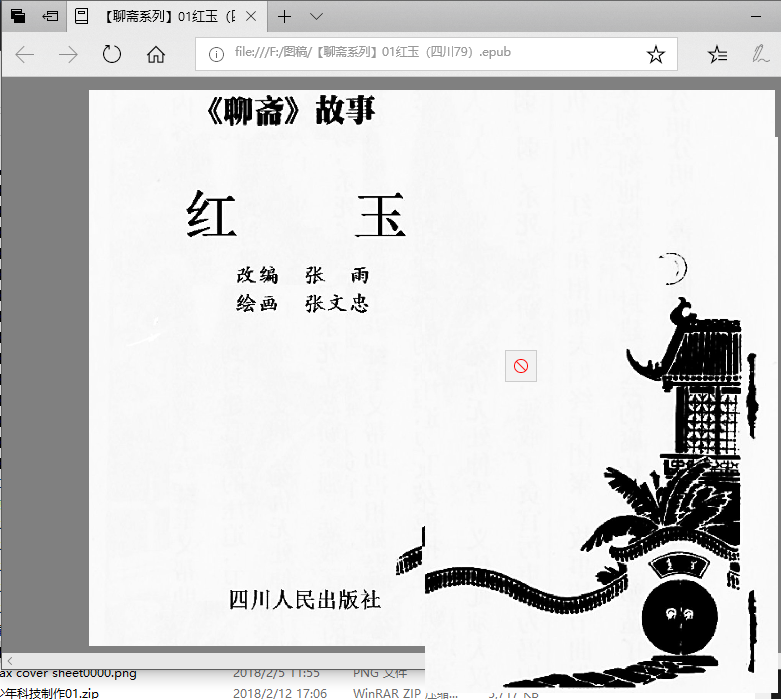 【聊斋系列】01红玉（
file:///F:/图稿/【聊斋系列】01红玉（四川79）.epub
《聊斋》故事
红 玉
改编 张 雨
绘画 张文忠
四川人民出版社
ax cover sheet0000.png 2018/2/5 11:55 PNG 文件
年科技制作01.zip 2018/2/12 17:06 WinRAR ZIP 压缩... 5,717 KB